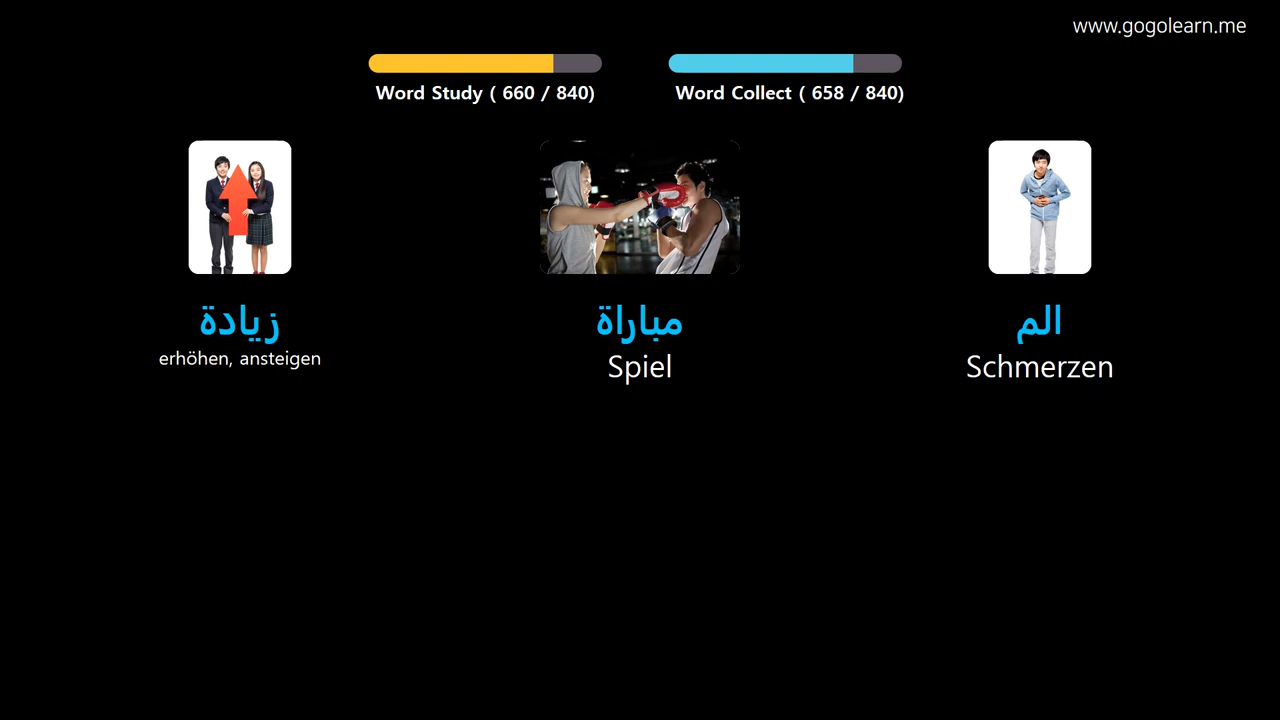 www.gogolearn.me
Word Study ( 660 / 840)
Word Collect ( 658 / 840)
زيادة
erhöhen, ansteigen
مباراة
Spiel
الم
Schmerzen